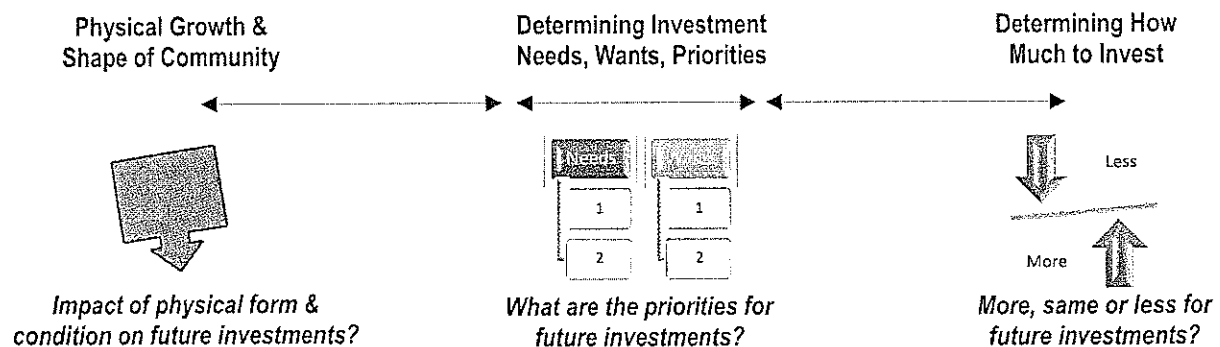 Physical Growth &
Shape of Community
Determining Investment
Needs, Wants, Priorities
Determining How
Much to Invest
Needs
1
2
Wants
1
2
Less
More
Impact of physical form &
condition on future investments?
What are the priorities for
future investments?
More, same or less for
future investments?